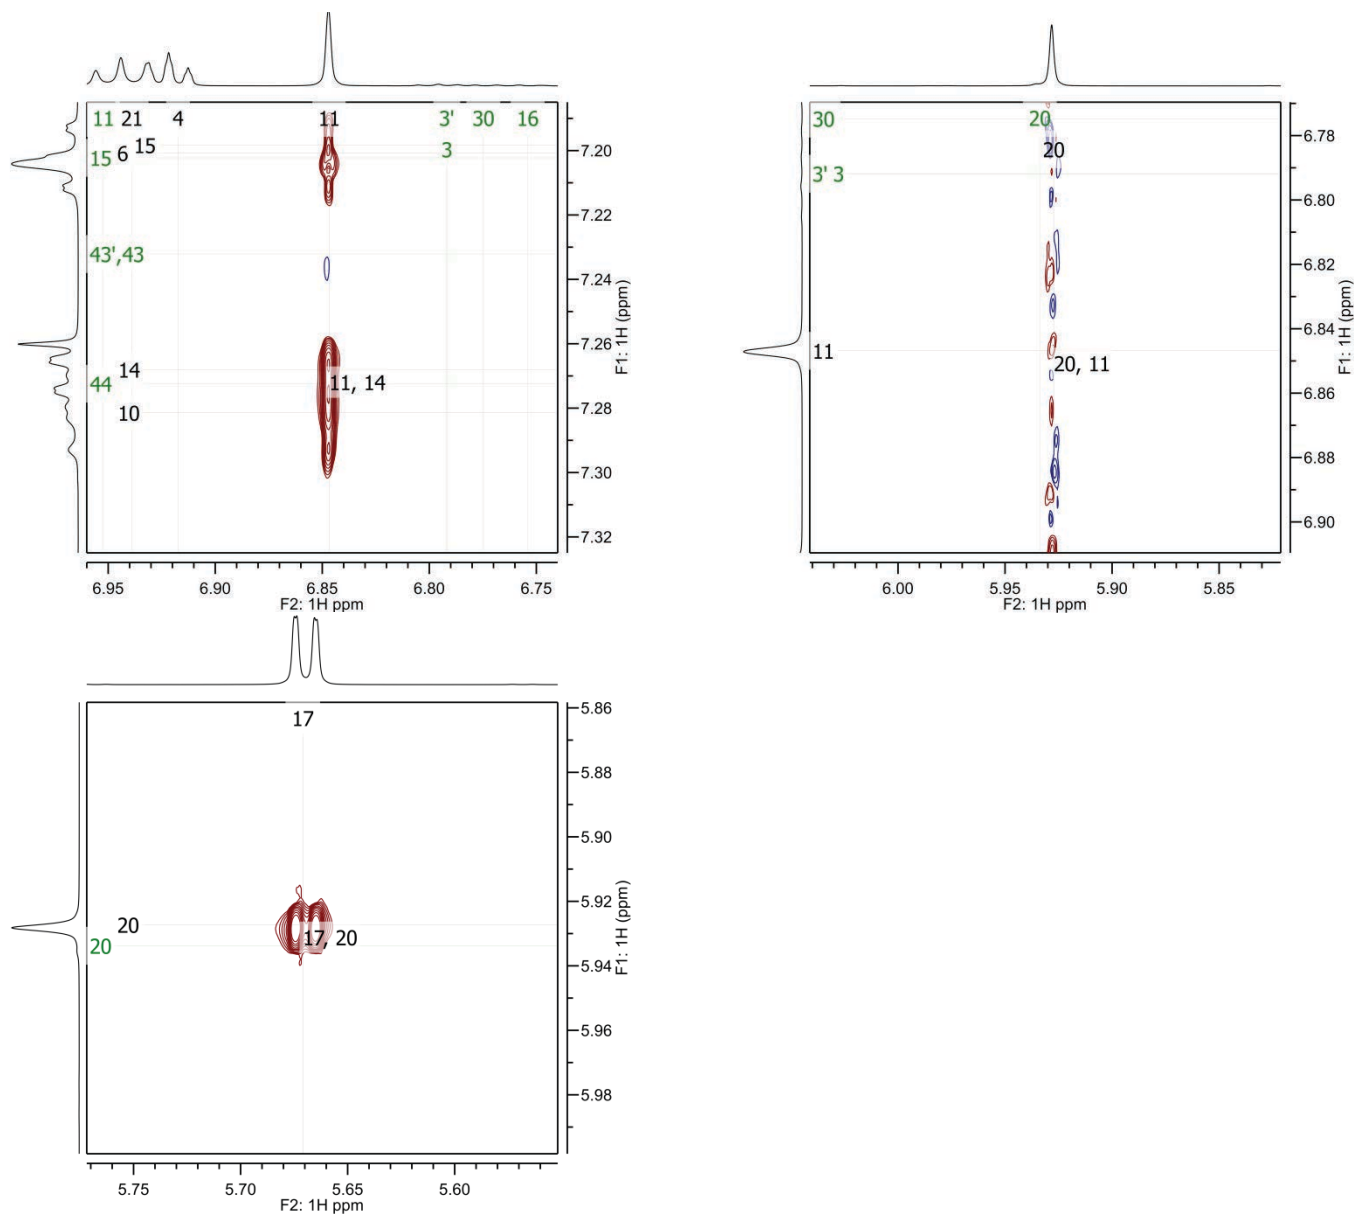 11 21 4 11 3' 30 16
15 6 15 3
7.20
7.22
43',43
7.24
7.26
14
44 11, 14
10
7.28
7.30
7.32
F1: 1H (ppm)
6.95 6.90 6.85 6.80 6.75
F2: 1H ppm
30 20
20
6.78
3' 3
6.80
6.82
6.84
11
20, 11
6.86
6.88
6.90
F1: 1H (ppm)
6.00 5.95 5.90 5.85
F2: 1H ppm
17
5.86
5.88
5.90
5.92
20
17, 20
20
5.94
5.96
5.98
F1: 1H (ppm)
5.75 5.70 5.65 5.60
F2: 1H ppm